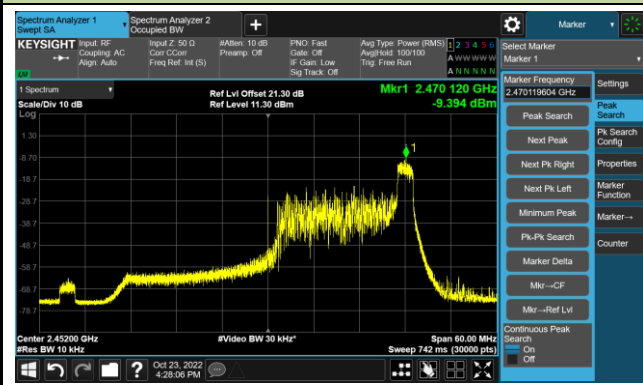 Spectrum Analyzer 1
Swept SA
Spectrum Analyzer 2
Occupied BW
+
Marker
KEYSIGHT
Input: RF
Coupling: AC
Align: Auto
Input Z: 50 Ω
Corr CCorr
Freq Ref: Int (S)
#Atten: 10 dB
Preamp: Off
PNO: Fast
Gate: Off
IF Gain: Low
Sig Track: Off
Avg Type: Power (RMS)
Avg|Hold: 100/100
Trig: Free Run
1 2 3 4 5 6
A W W W W W
A N N N N N
Select Marker
Marker 1
1 Spectrum
Scale/Div 10 dB
Log
Ref Lvl Offset 21.30 dB
Ref Level 11.30 dBm
Mkr1 2.470 120 GHz
-9.394 dBm
1.30
-8.70
-18.7
-28.7
-38.7
-48.7
-58.7
-68.7
-78.7
1
Center 2.45200 GHz
#Res BW 10 kHz
#Video BW 30 kHz*
Span 60.00 MHz
Sweep 742 ms (30000 pts)
Marker Frequency
2.470119604 GHz
Peak Search
Next Peak
Next Pk Right
Next Pk Left
Minimum Peak
Pk-Pk Search
Marker Delta
Mkr→CF
Mkr→Ref Lvl
Continuous Peak
Search
On
Off
Settings
Peak
Search
Pk Search
Config
Properties
Marker
Function
Marker→
Counter
?
Oct 23, 2022
4:28:06 PM